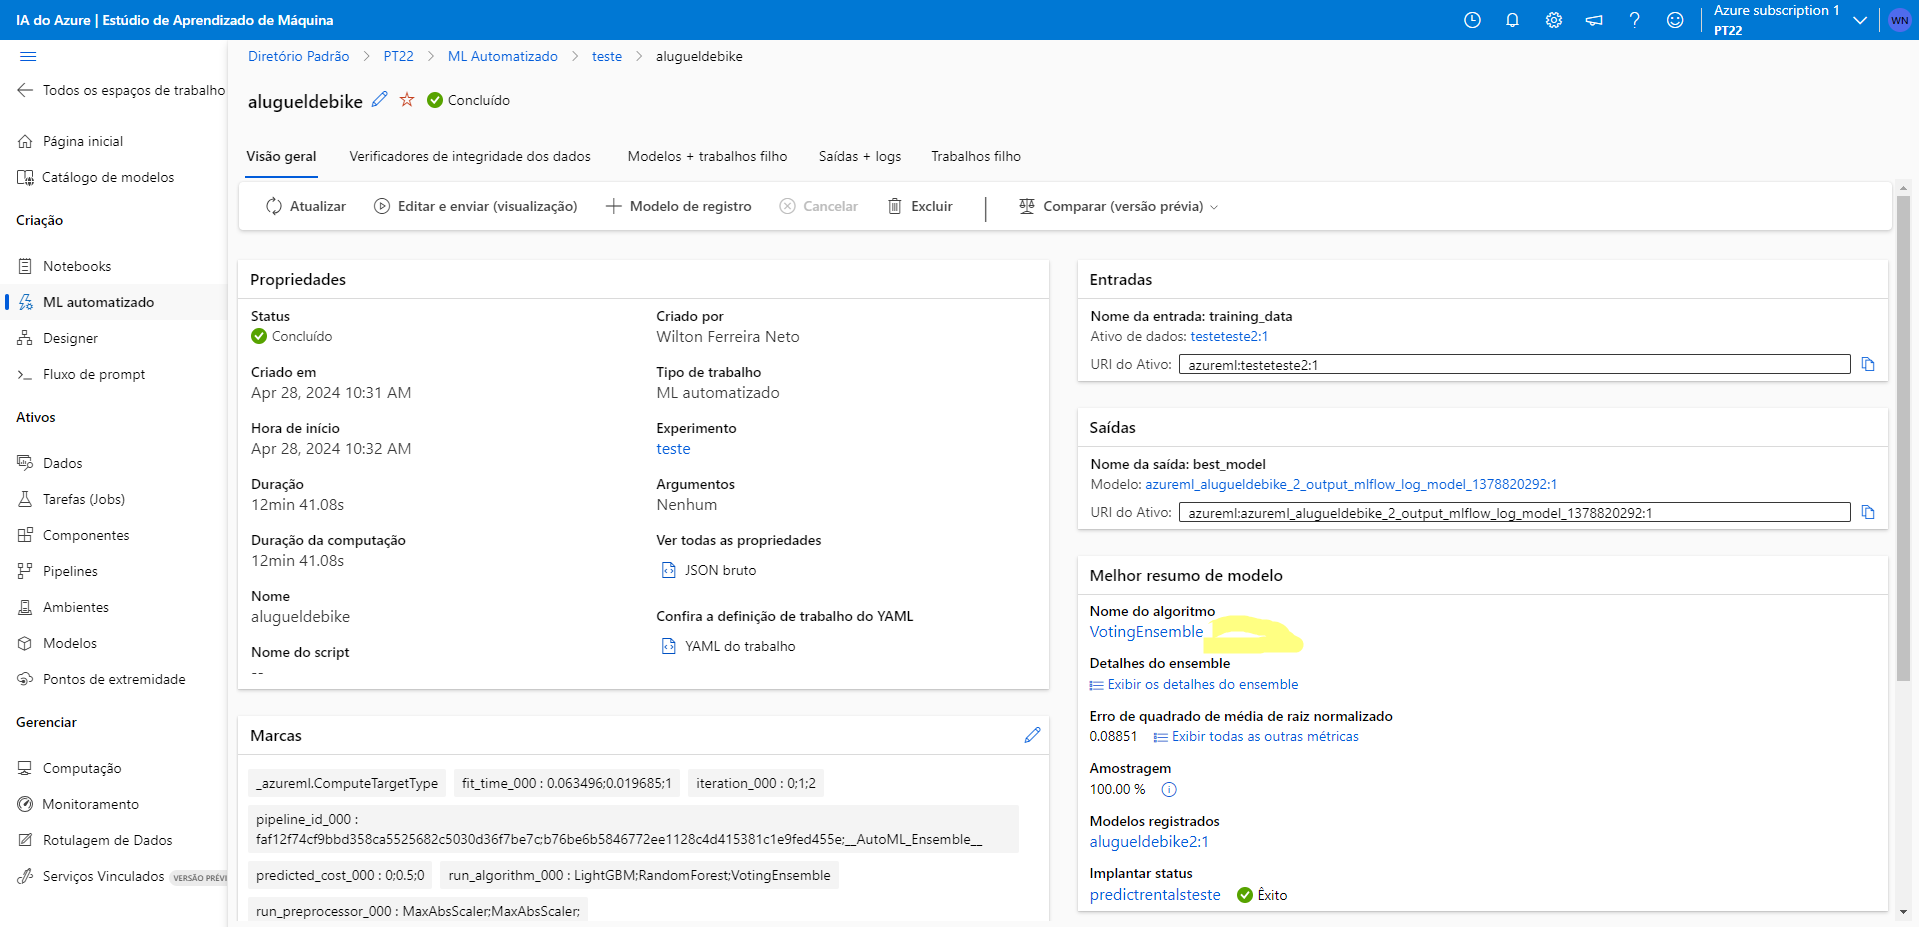 IA do Azure | Estúdio de Aprendizado de Máquina
Azure subscription 1
PT22
WN
Todos os espaços de trabalho
Página inicial
Catálogo de modelos
Criação
Notebooks
ML automatizado
Designer
Fluxo de prompt
Ativos
Dados
Tarefas (Jobs)
Componentes
Pipelines
Ambientes
Modelos
Pontos de extremidade
Gerenciar
Computação
Monitoramento
Rotulagem de Dados
Serviços Vinculados VERSÃO PRÉVI
Diretório Padrão > PT22 > ML Automatizado > teste > alugueldebike
alugueldebike Concluído
Visão geral Verificadores de integridade dos dados Modelos + trabalhos filho Saídas + logs Trabalhos filho
Atualizar Editar e enviar (visualização) Modelo de registro Cancelar Excluir Comparar (versão prévia)
Propriedades
Status
Concluído
Criado em
Apr 28, 2024 10:31 AM
Hora de início
Apr 28, 2024 10:32 AM
Duração
12min 41.08s
Duração da computação
12min 41.08s
Nome
alugueldebike
Nome do script
--
Criado por
Wilton Ferreira Neto
Tipo de trabalho
ML automatizado
Experimento
teste
Argumentos
Nenhum
Ver todas as propriedades
JSON bruto
Confira a definição de trabalho do YAML
YAML do trabalho
Marcas
_azureml.ComputeTargetType fit_time_000 : 0.063496;0.019685;1 iteration_000 : 0;1;2
pipeline_id_000 :
faf12f74cf9bbd358ca5525682c5030d36f7be7c;b76be6b5846772ee1128c4d415381c1e9fed455e;__AutoML_Ensemble__
predicted_cost_000 : 0;0.5;0 run_algorithm_000 : LightGBM;RandomForest;VotingEnsemble
run_preprocessor_000 : MaxAbsScaler;MaxAbsScaler;
Entradas
Nome da entrada: training_data
Ativo de dados: testeteste2:1
URI do Ativo: azureml:testeteste2:1
Saídas
Nome da saída: best_model
Modelo: azureml_alugueldebike_2_output_mlflow_log_model_1378820292:1
URI do Ativo: azureml:azureml_alugueldebike_2_output_mlflow_log_model_1378820292:1
Melhor resumo de modelo
Nome do algoritmo
VotingEnsemble
Detalhes do ensemble
Exibir os detalhes do ensemble
Erro de quadrado de média de raiz normalizado
0.08851 Exibir todas as outras métricas
Amostragem
100.00 %
Modelos registrados
alugueldebike2:1
Implantar status
predictrentalsteste Êxito